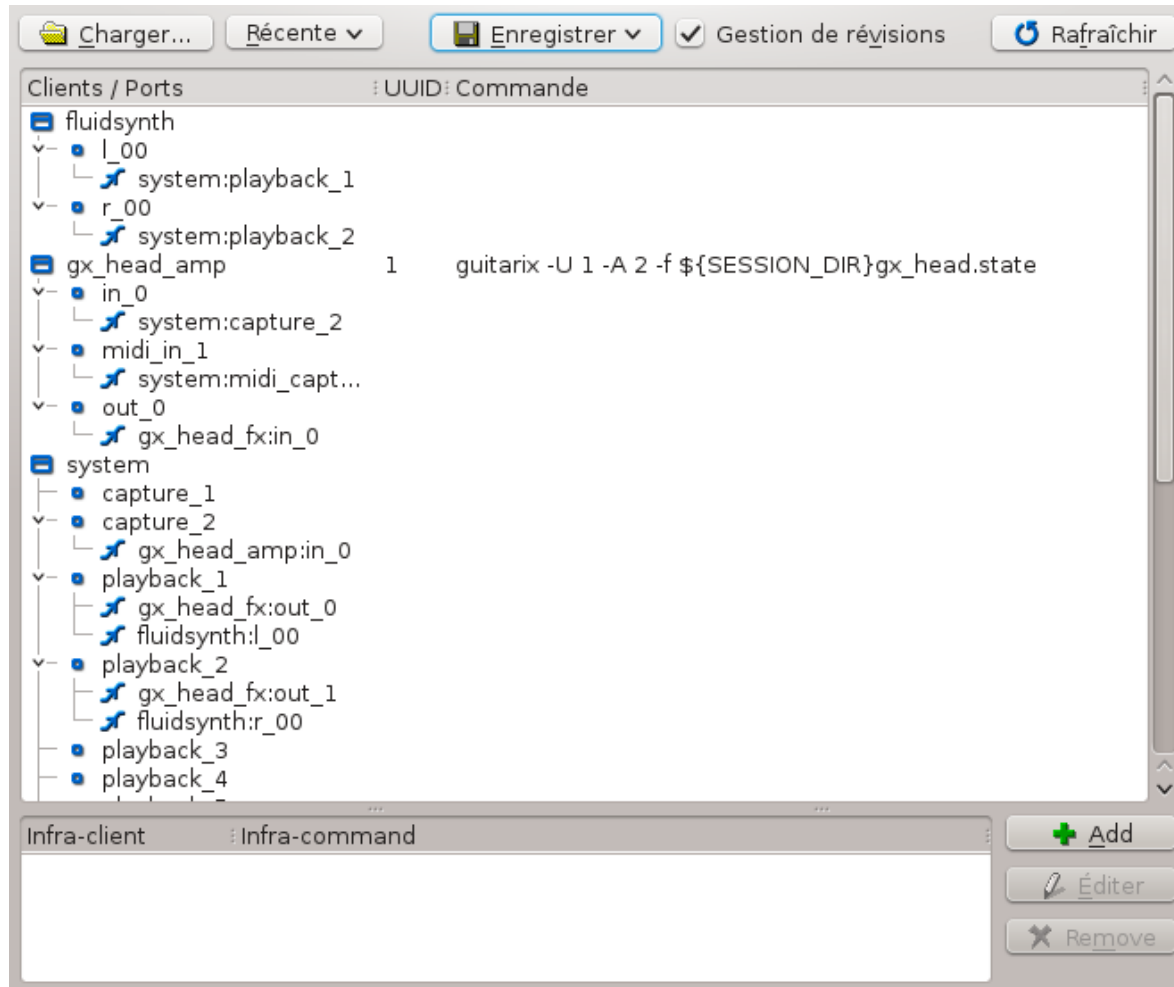 Charger... Récente Enregistrer Gestion de révisions Rafraîchir
Clients / Ports UUID Commande
fluidsynth
l_00
system:playback_1
r_00
system:playback_2
gx_head_amp 1 guitarix -U 1 -A 2 -f ${SESSION_DIR}gx_head.state
in_0
system:capture_2
midi_in_1
system:midi_capt...
out_0
gx_head_fx:in_0
system
capture_1
capture_2
gx_head_amp:in_0
playback_1
gx_head_fx:out_0
fluidsynth:l_00
playback_2
gx_head_fx:out_1
fluidsynth:r_00
playback_3
playback_4
Infra-client Infra-command
Add
Éditer
Remove